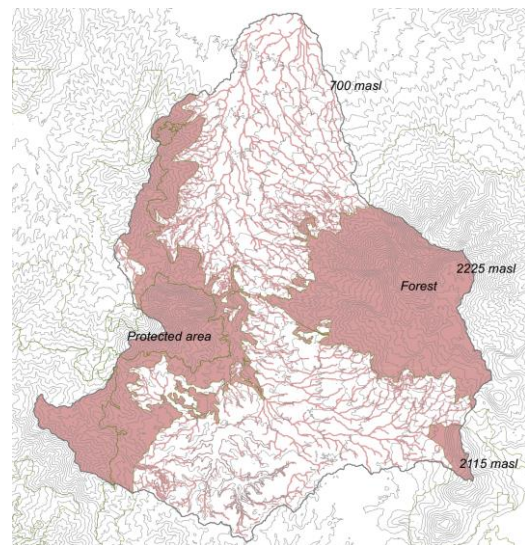 700 masl
2225 masl
Forest
Protected area
2115 masl